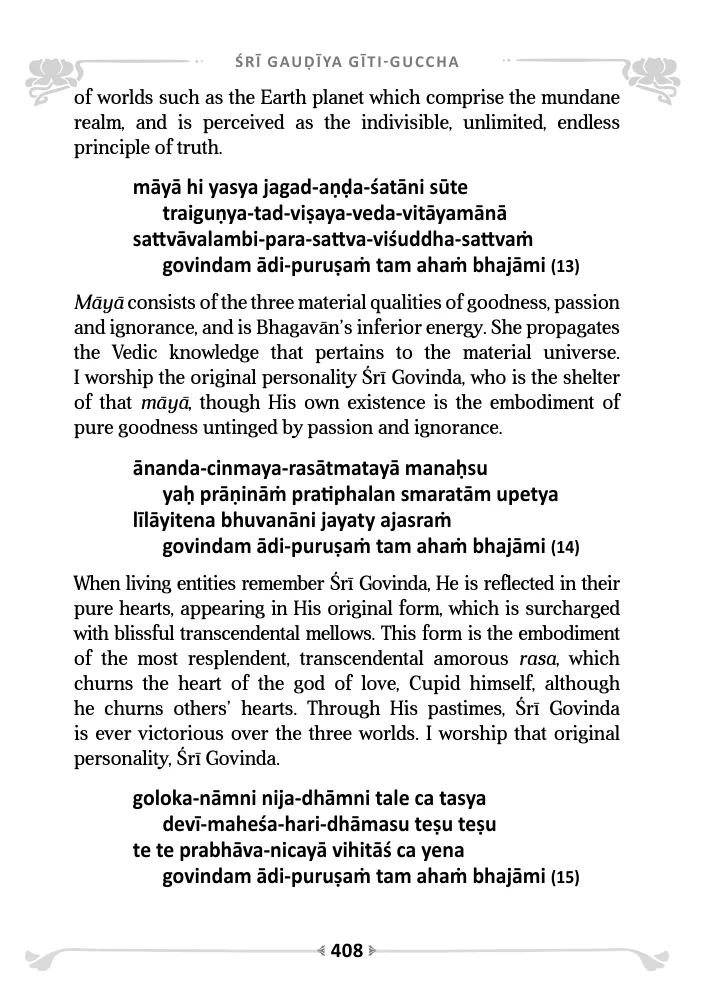 ŚRĪ GAUḌĪYA GĪTI-GUCCHA
of worlds such as the Earth planet which comprise the mundane
realm, and is perceived as the indivisible, unlimited, endless
principle of truth.
māyā hi yasya jagad-aṇḍa-śatāni sūte
traiguṇya-tad-viṣaya-veda-vitāyamānā
sattvāvalambi-para-sattva-viśuddha-sattvaṁ
govindam ādi-puruṣaṁ tam ahaṁ bhajāmi (13)
Māyā consists of the three material qualities of goodness, passion
and ignorance, and is Bhagavān’s inferior energy. She propagates
the Vedic knowledge that pertains to the material universe.
I worship the original personality Śrī Govinda, who is the shelter
of that māyā, though His own existence is the embodiment of
pure goodness untinged by passion and ignorance.
ānanda-cinmaya-rasātmatayā manaḥsu
yaḥ prāṇināṁ pratiphalan smaratām upetya
līlāyitena bhuvanāni jayaty ajasraṁ
govindam ādi-puruṣaṁ tam ahaṁ bhajāmi (14)
When living entities remember Śrī Govinda, He is reflected in their
pure hearts, appearing in His original form, which is surcharged
with blissful transcendental mellows. This form is the embodiment
of the most resplendent, transcendental amorous rasa, which
churns the heart of the god of love, Cupid himself, although
he churns others’ hearts. Through His pastimes, Śrī Govinda
is ever victorious over the three worlds. I worship that original
personality, Śrī Govinda.
goloka-nāmni nija-dhāmni tale ca tasya
devī-maheśa-hari-dhāmasu teṣu teṣu
te te prabhāva-nicayā vihitāś ca yena
govindam ādi-puruṣaṁ tam ahaṁ bhajāmi (15)
408